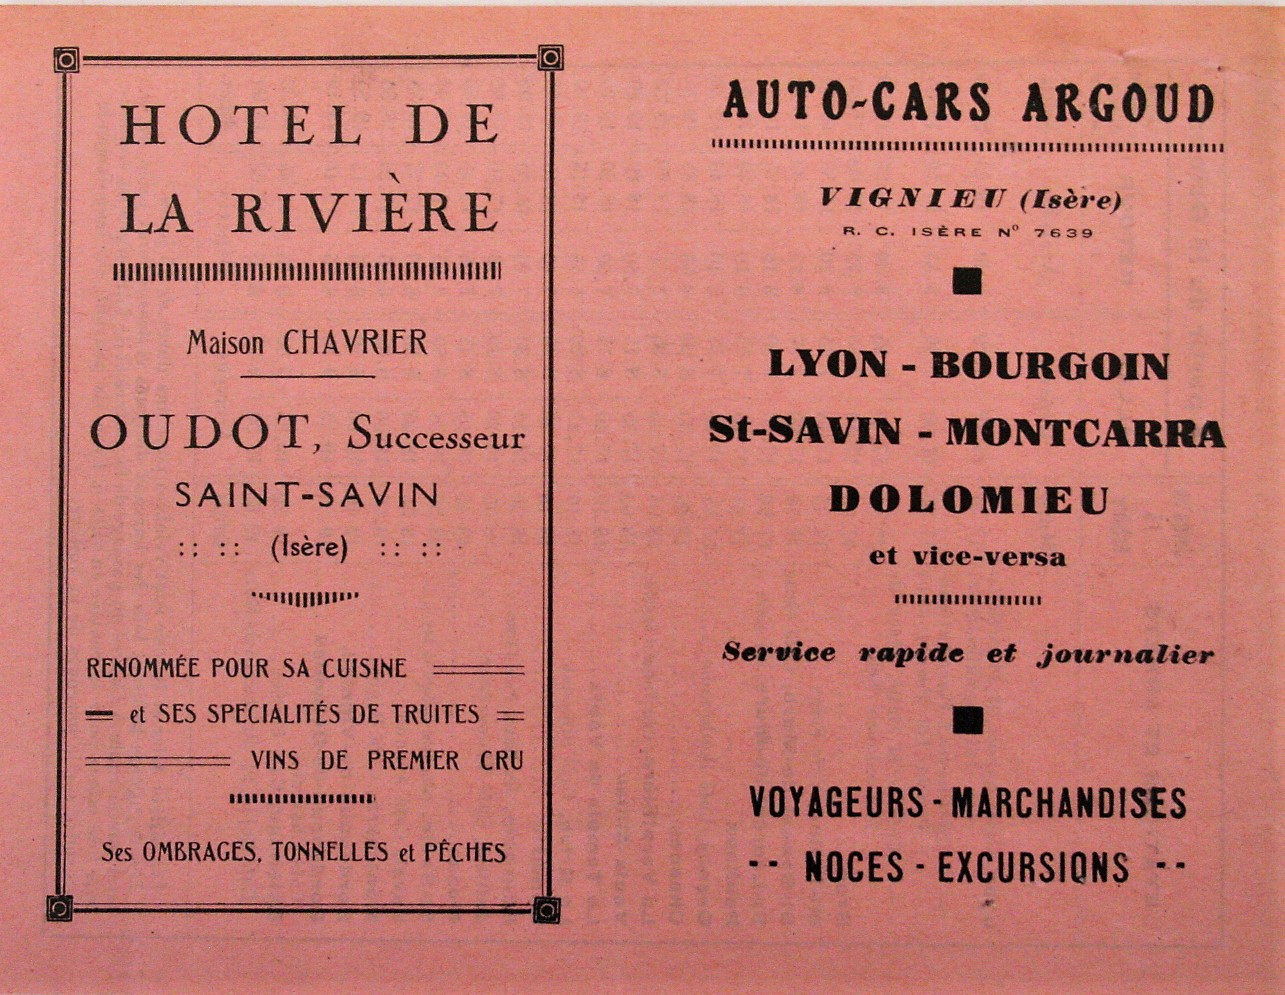 HOTEL DE
LA RIVIÈRE
Maison CHAVRIER
OUDOT, Successeur
SAINT-SAVIN
:: :: (Isère) :: ::
RENOMMÉE POUR SA CUISINE
et SES SPECIALITÉS DE TRUITES
VINS DE PREMIER CRU
Ses OMBRAGES, TONNELLES et PÊCHES
AUTO-CARS ARGOUD
VIGNIEU (Isère)
R. C. ISÈRE Nº 7639
LYON - BOURGOIN
St-SAVIN - MONTCARRA
DOLOMIEU
et vice-versa
Service rapide et journalier
VOYAGEURS - MARCHANDISES
-- NOCES - EXCURSIONS --